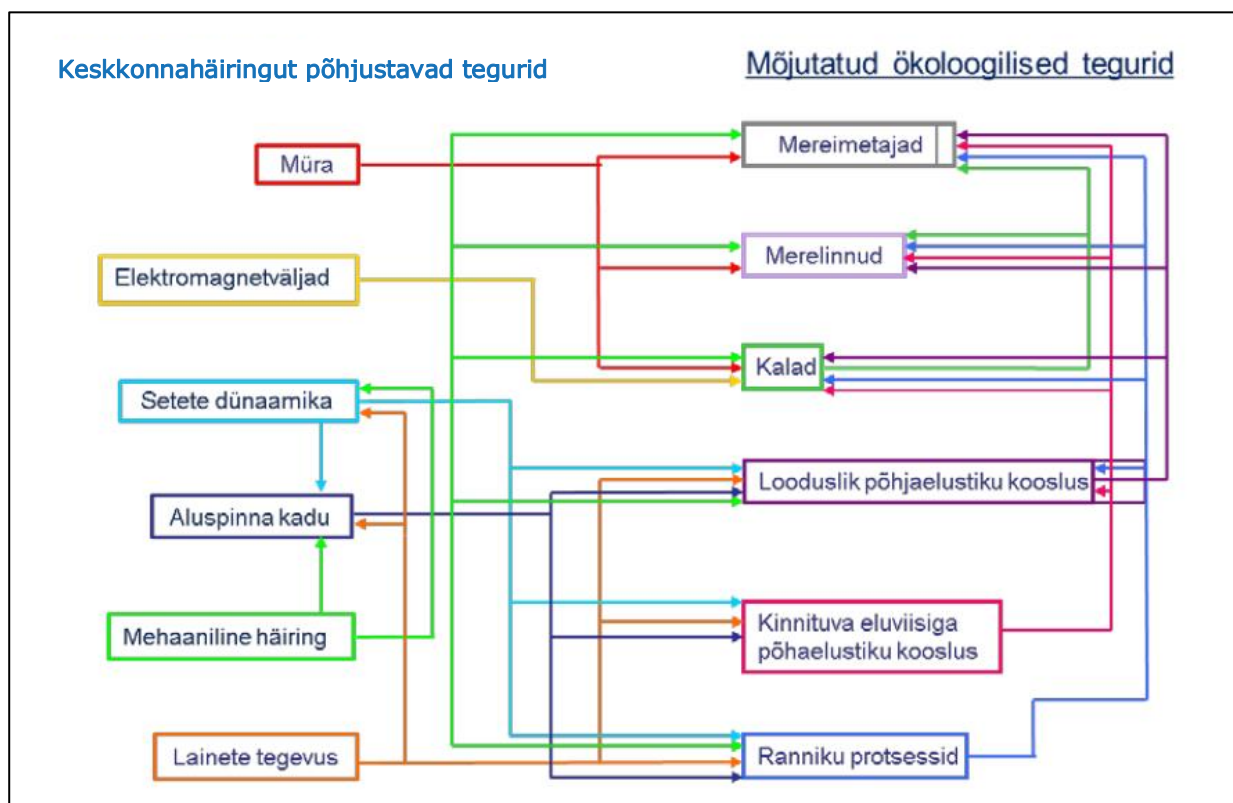 Keskkonnahäiringut põhjustavad tegurid
Mõjutatud ökoloogilised tegurid
Müra
Elektromagnetväljad
Setete dünaamika
Aluspinna kadu
Mehaaniline häiring
Lainete tegevus
Mereimetajad
Merelinnud
Kalad
Looduslik põhjaelustiku kooslus
Kinnituva eluviisiga
põhaelustiku kooslus
Ranniku protsessid